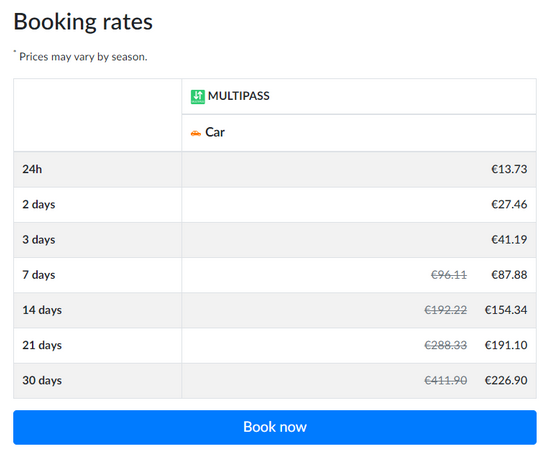 Booking rates
* Prices may vary by season.
MULTIPASS
Car
24h €13.73
2 days €27.46
3 days €41.19
7 days €96.11 €87.88
14 days €192.22 €154.34
21 days €288.33 €191.10
30 days €411.90 €226.90
Book now